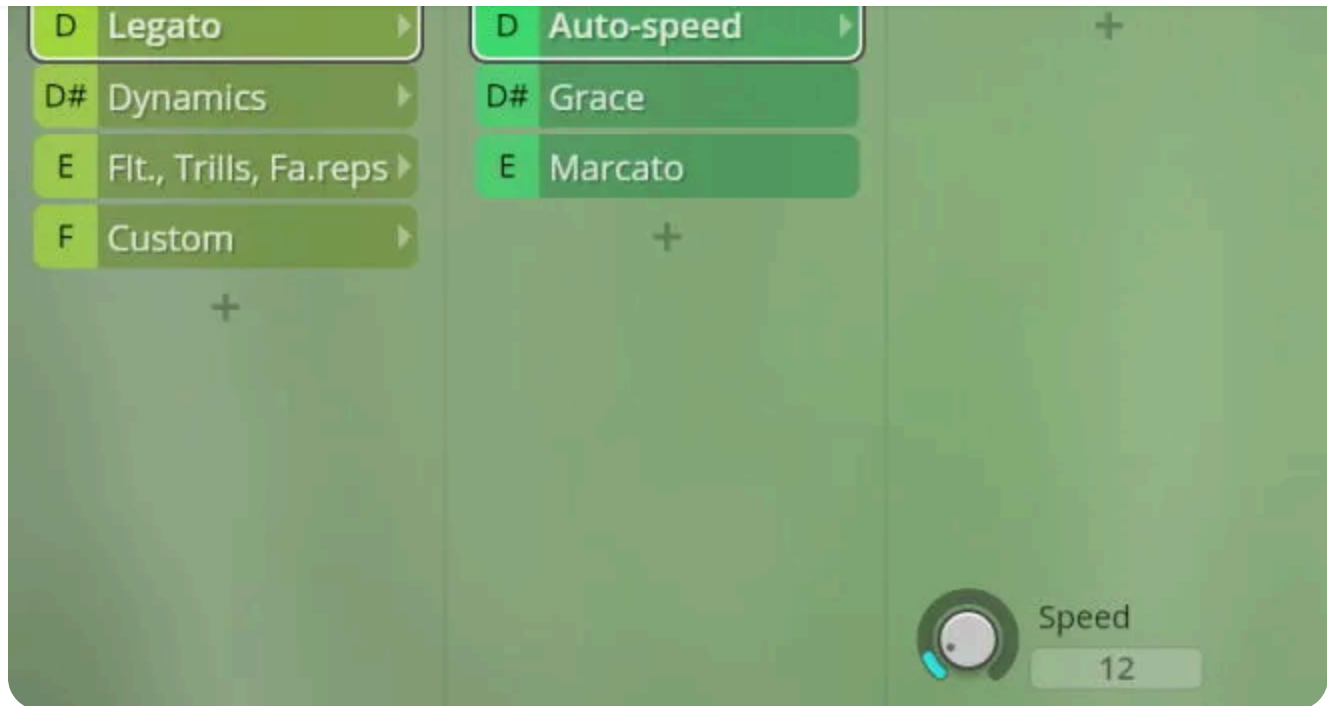 D Legato
D# Dynamics
E Flt., Trills, Fa.reps
F Custom
+
D Auto-speed
D# Grace
E Marcato
+
+
Speed
12